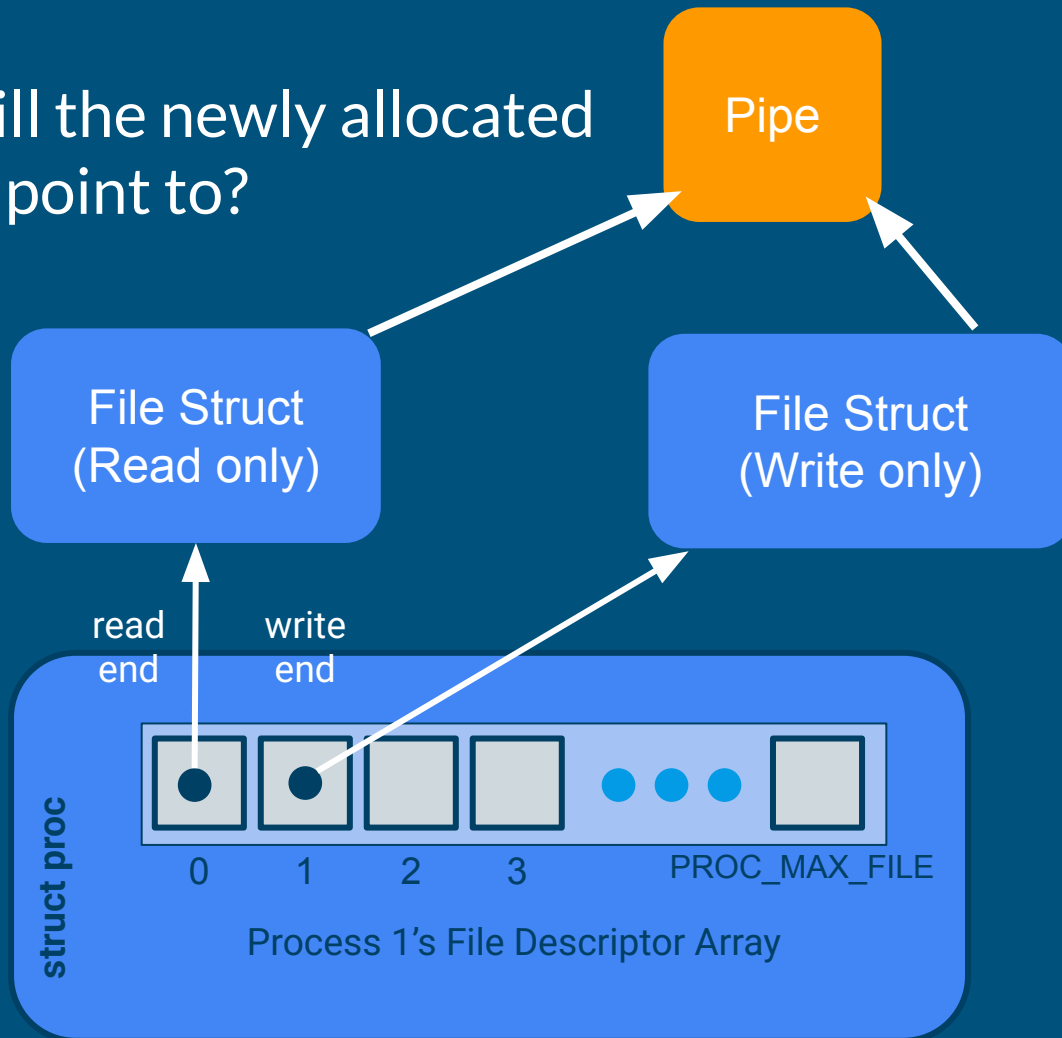 ill the newly allocated
point to?
Pipe
File Struct
(Read only)
File Struct
(Write only)
read
end
write
end
struct proc
0
1
2
3
PROC_MAX_FILE
Process 1's File Descriptor Array